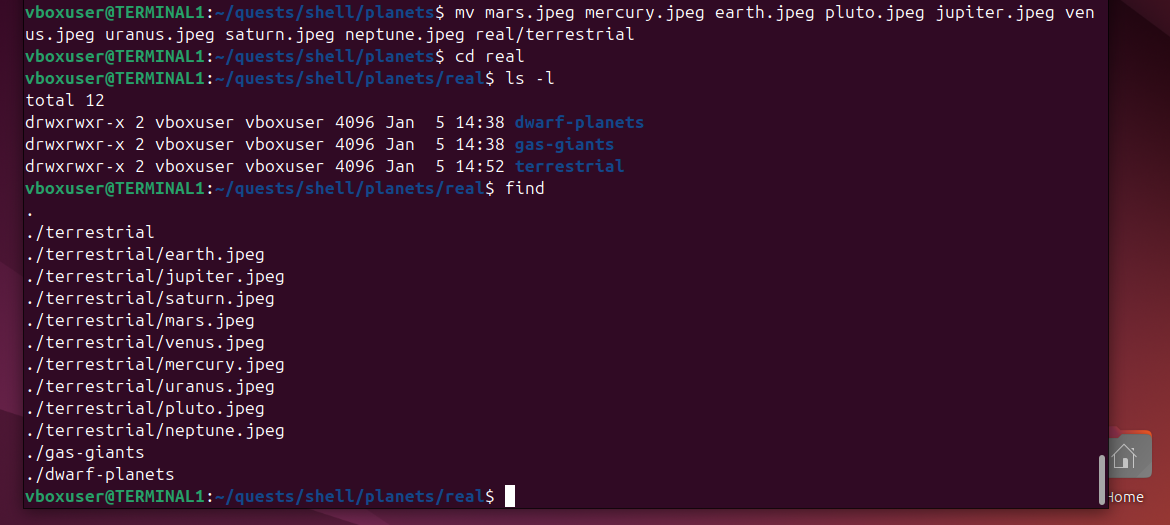 vboxuser@TERMINAL1:~/quests/shell/planets$ mv mars.jpeg mercury.jpeg earth.jpeg pluto.jpeg jupiter.jpeg ven
us.jpeg uranus.jpeg saturn.jpeg neptune.jpeg real/terrestrial
vboxuser@TERMINAL1:~/quests/shell/planets$ cd real
vboxuser@TERMINAL1:~/quests/shell/planets/real$ ls -l
total 12
drwxrwxr-x 2 vboxuser vboxuser 4096 Jan  5 14:38 dwarf-planets
drwxrwxr-x 2 vboxuser vboxuser 4096 Jan  5 14:38 gas-giants
drwxrwxr-x 2 vboxuser vboxuser 4096 Jan  5 14:52 terrestrial
vboxuser@TERMINAL1:~/quests/shell/planets/real$ find
.
./terrestrial
./terrestrial/earth.jpeg
./terrestrial/jupiter.jpeg
./terrestrial/saturn.jpeg
./terrestrial/mars.jpeg
./terrestrial/venus.jpeg
./terrestrial/mercury.jpeg
./terrestrial/uranus.jpeg
./terrestrial/pluto.jpeg
./terrestrial/neptune.jpeg
./gas-giants
./dwarf-planets
vboxuser@TERMINAL1:~/quests/shell/planets/real$
Home